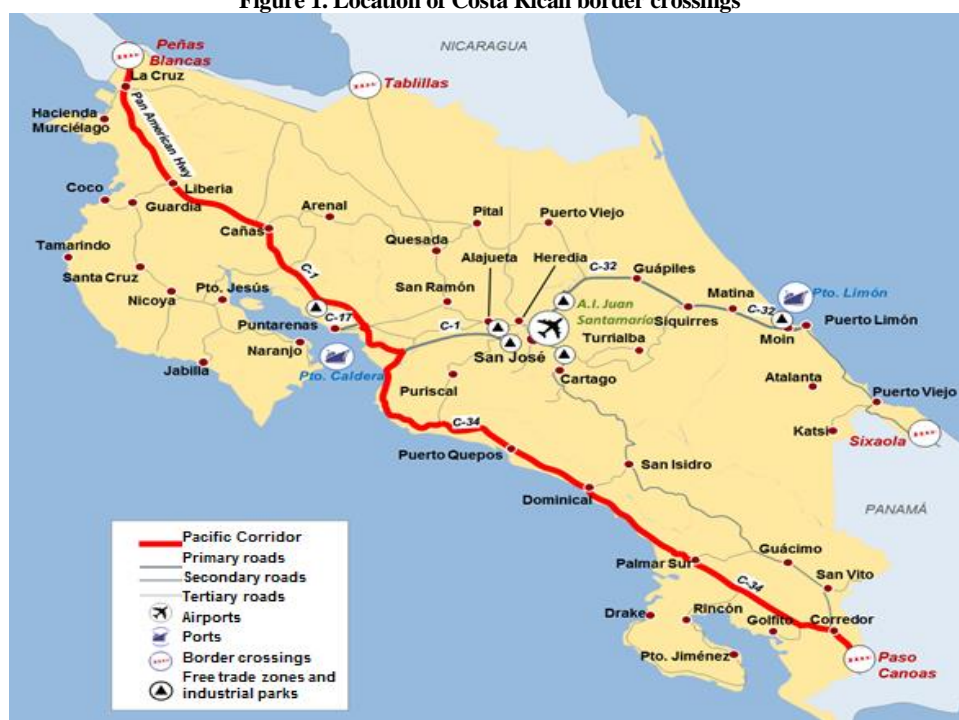 Figure 1. Location of Costa Rican border crossings
NICARAGUA
Peñas
Blancas
La Cruz
Tablillas
Hacienda
Murciélago
Pan American Hwy
Coco
Liberia
Guardia
Arenal
Cañas
Pital
Puerto Viejo
Quesada
Tamarindo
Alajueta
Heredia
C-32
Guápiles
Santa Cruz
C-1
Nicoya
Pto. Jesús
San Ramón
A.I. Juan
Santamaría
Matina
Pto. Limón
C-32
Puntarenas
C-17
C-1
Siquirres
Puerto Limón
Moin
Naranjo
San José
Turrialba
Jabilla
Pto. Caldera
Puriscal
Cartago
Atalanta
Puerto Viejo
C-34
Katsi
Sixaola
Puerto Quepos
San Isidro
Dominical
PANAMÁ
Pacific Corridor
Primary roads
Secondary roads
Tertiary roads
Airports
Ports
Border crossings
Free trade zones and
industrial parks
Guácimo
Palmar Sur
San Vito
C-34
Drake
Rincón
Golfito
Corredor
Pto. Jiménez
Paso
Canoas